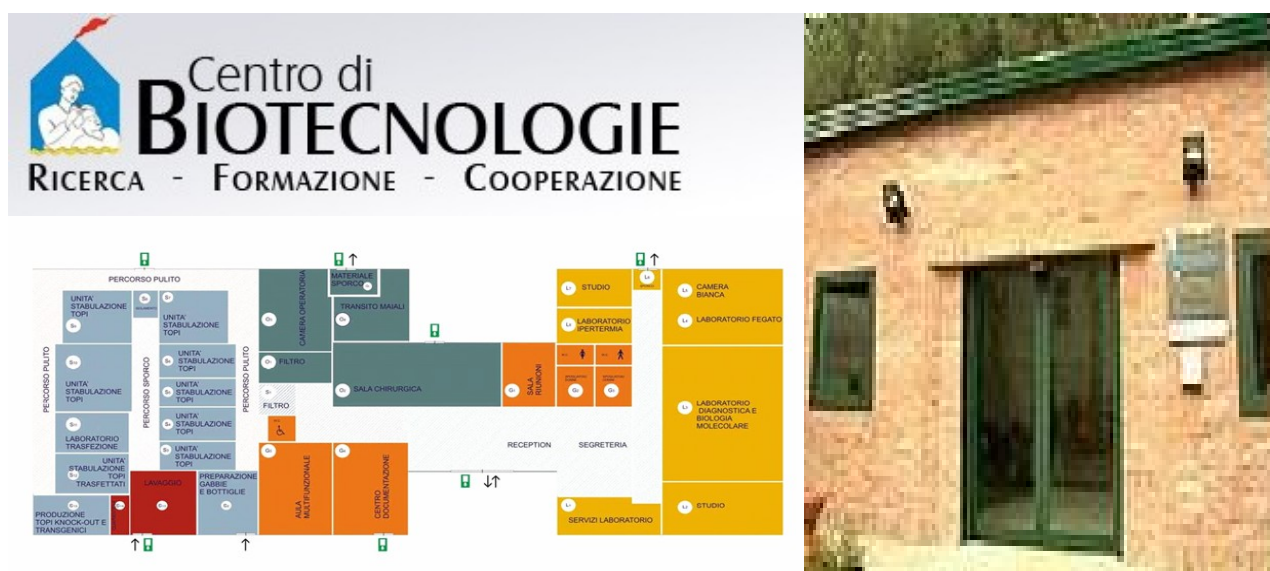 Centro di
BIOTECNOLOGIE
RICERCA - FORMAZIONE - COOPERAZIONE
PERCORSO PULITO
UNITA'
STABULAZIONE
TOPI
UNITA'
STABULAZIONE
TOPI
PERCORSO PULITO
UNITA'
STABULAZIONE
TOPI
PERCORSO SPORCO
UNITA'
STABULAZIONE
TOPI
UNITA'
STABULAZIONE
TOPI
UNITA'
STABULAZIONE
TOPI
UNITA'
STABULAZIONE
TOPI
PERCORSO PULITO
LABORATORIO
TRASFEZIONE
UNITA'
STABULAZIONE
TOPI
TRASFETTATI
PRODUZIONE
TOPI KNOCK-OUT E
TRANSGENICI
LAVAGGIO
PREPARAZIONE
GABBIE
E BOTTIGLIE
CAMERA OPERATORIA
MATERIALE
SPORCO
TRANSITO MAIALI
FILTRO
SALA CHIRURGICA
FILTRO
AULA
MULTIFUNZIONALE
CENTRO
DOCUMENTAZIONE
SALA
RIUNIONI
RECEPTION
SEGRETERIA
STUDIO
LABORATORIO
IPERTERMIA
CAMERA
BIANCA
LABORATORIO FEGATO
LABORATORIO
DIAGNOSTICA E
BIOLOGIA
MOLECOLARE
SERVIZI LABORATORIO
STUDIO